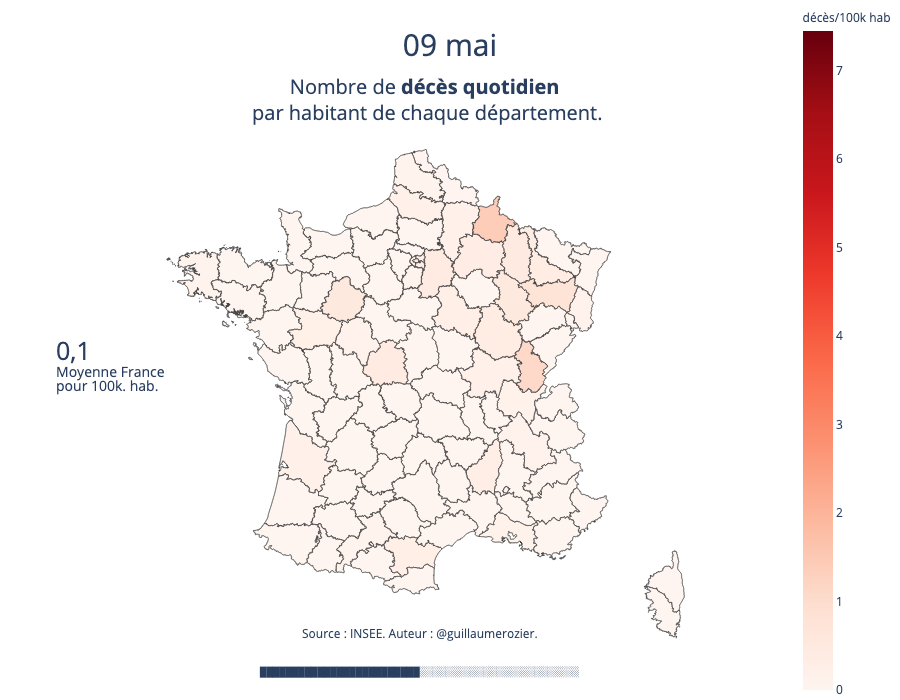 décès/100k hab
09 mai
Nombre de décès quotidien
par habitant de chaque département.
7
6
5
4
3
2
1
0
0,1
Moyenne France
pour 100k. hab.
Source : INSEE. Auteur : @guillaumerozier.